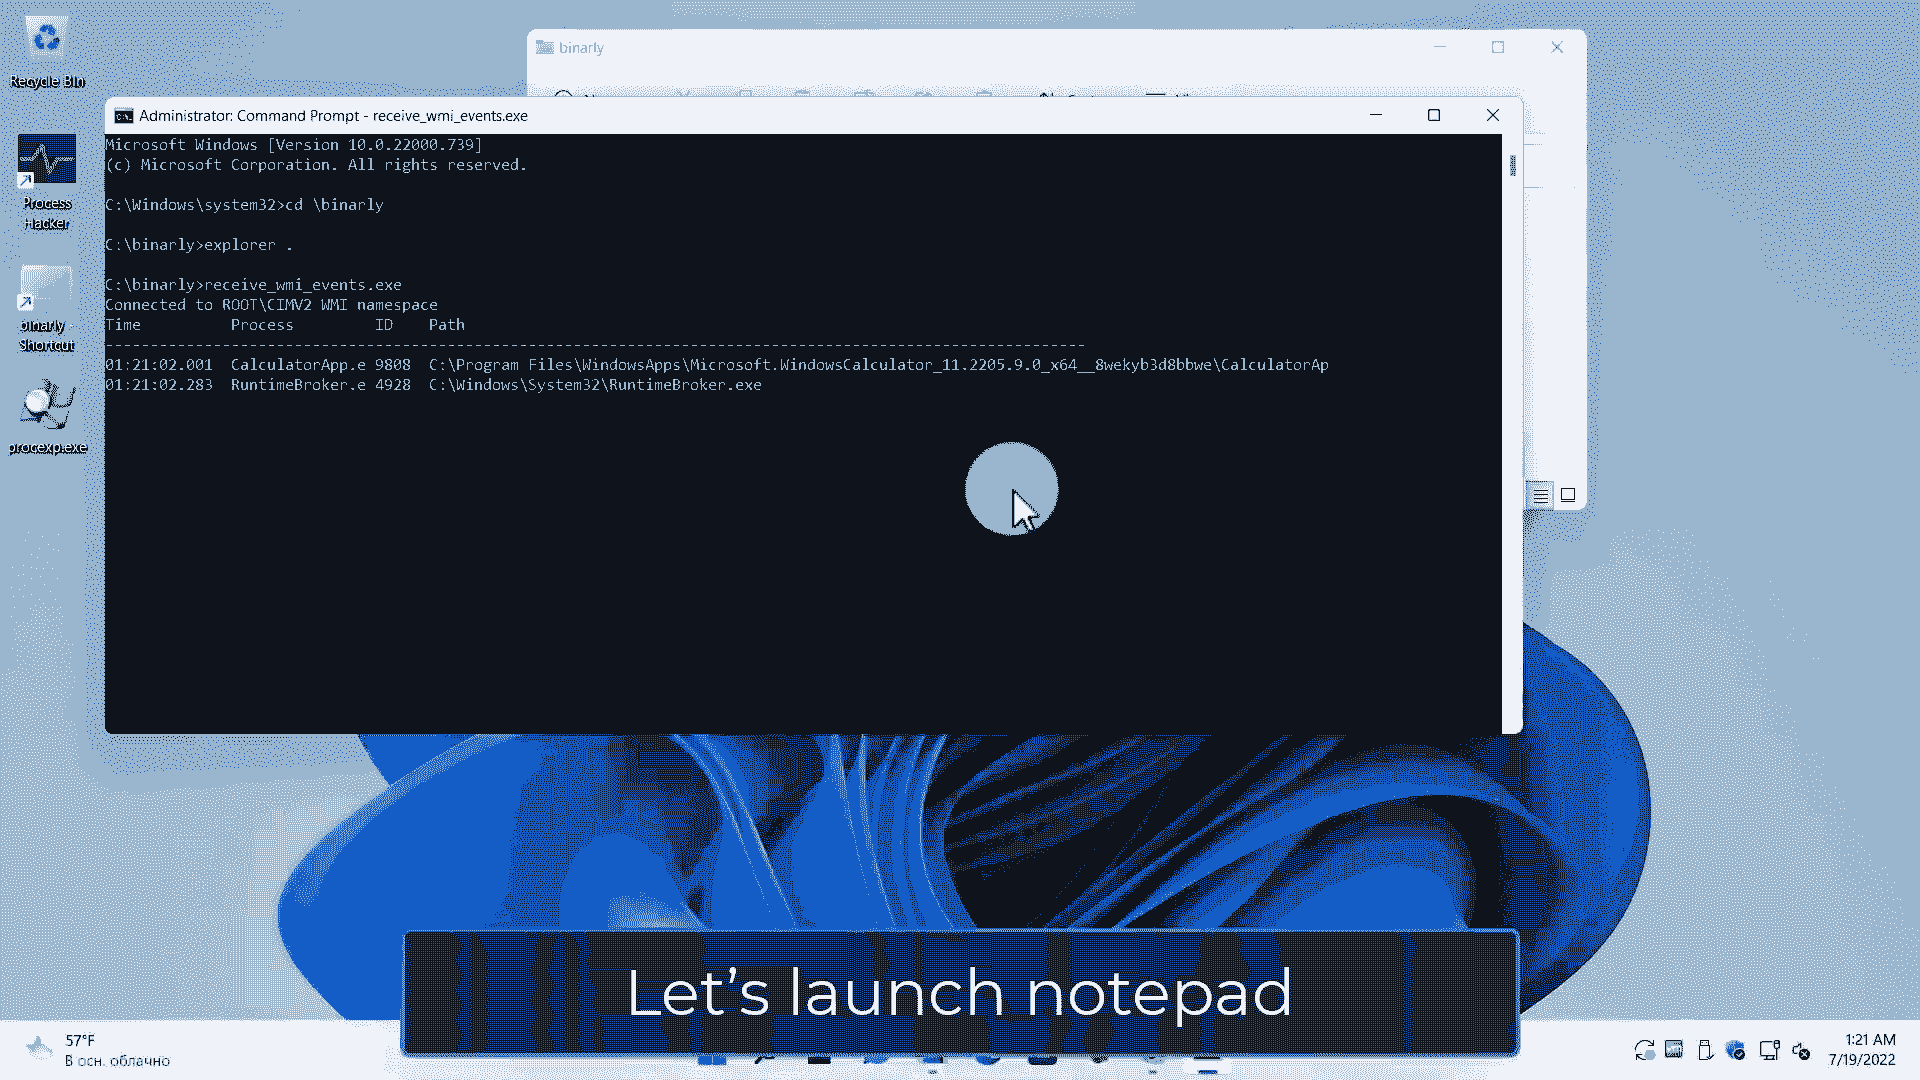 Recycle Bin
Process
Hacker
binarly -
Shortcut
procexp.exe
binarly
Administrator: Command Prompt - receive_wmi_events.exe
Microsoft Windows [Version 10.0.22000.739]
(c) Microsoft Corporation. All rights reserved.
C:\Windows\system32>cd \binarly
C:\binarly>explorer .
C:\binarly>receive_wmi_events.exe
Connected to ROOT\CIMV2 WMI namespace
Time Process ID Path
01:21:02.001 CalculatorApp.e 9808 C:\Program Files\WindowsApps\Microsoft.WindowsCalculator_11.2205.9.0_x64__8wekyb3d8bbwe\CalculatorAp
01:21:02.283 RuntimeBroker.e 4928 C:\Windows\System32\RuntimeBroker.exe
Let's launch notepad
57°F
В осн. облачно
1:21 AM
7/19/2022